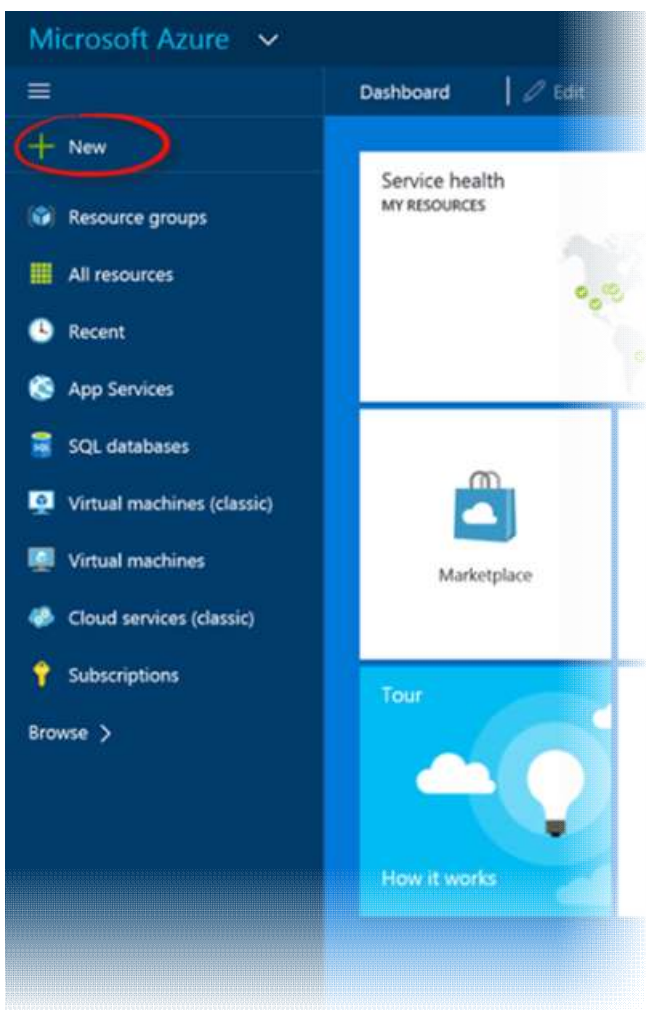 Microsoft Azure
Dashboard
Edit
New
Service health
MY RESOURCES
Resource groups
All resources
Recent
App Services
SQL databases
Virtual machines (classic)
Virtual machines
Marketplace
Cloud services (classic)
Subscriptions
Tour
Browse
How it works